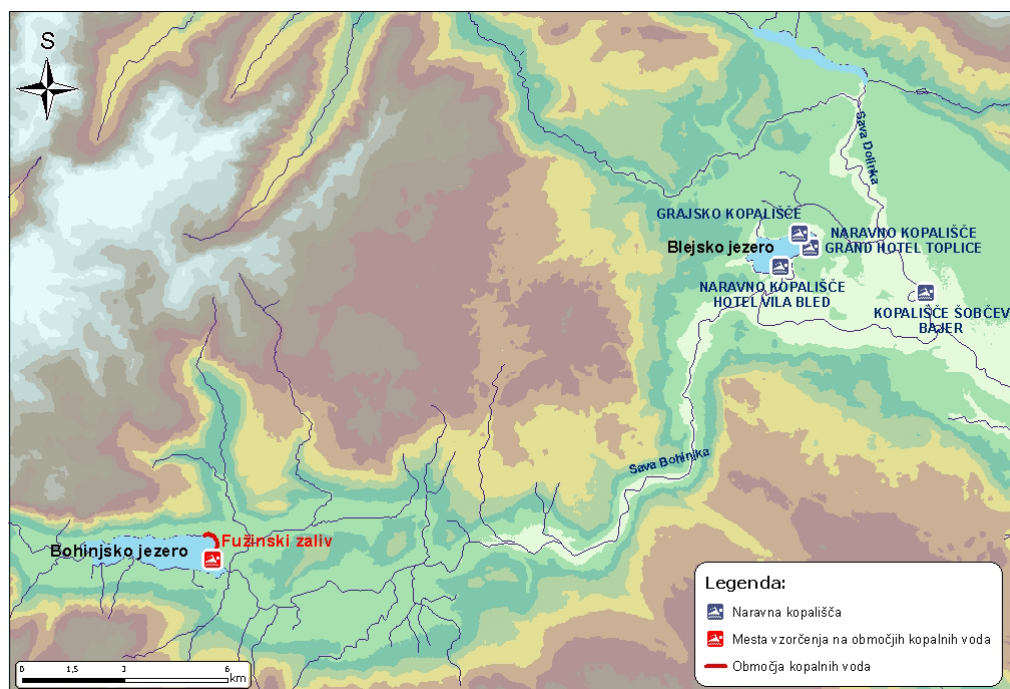 S
Sava Dolinka
GRAJSKO KOPALIŠČE
NARAVNO KOPALIŠČE
GRAND HOTEL TOPLICE
Blejsko jezero
NARAVNO KOPALIŠČE
HOTEL VILA BLED
KOPALIŠČE ŠOBČEV
BAJER
Sava Bohinjka
Fužinski zaliv
Bohinjsko jezero
Legenda:
Naravna kopališča
Mesta vzorčenja na območjih kopalnih voda
Območja kopalnih voda
0 1,5 3 6
km